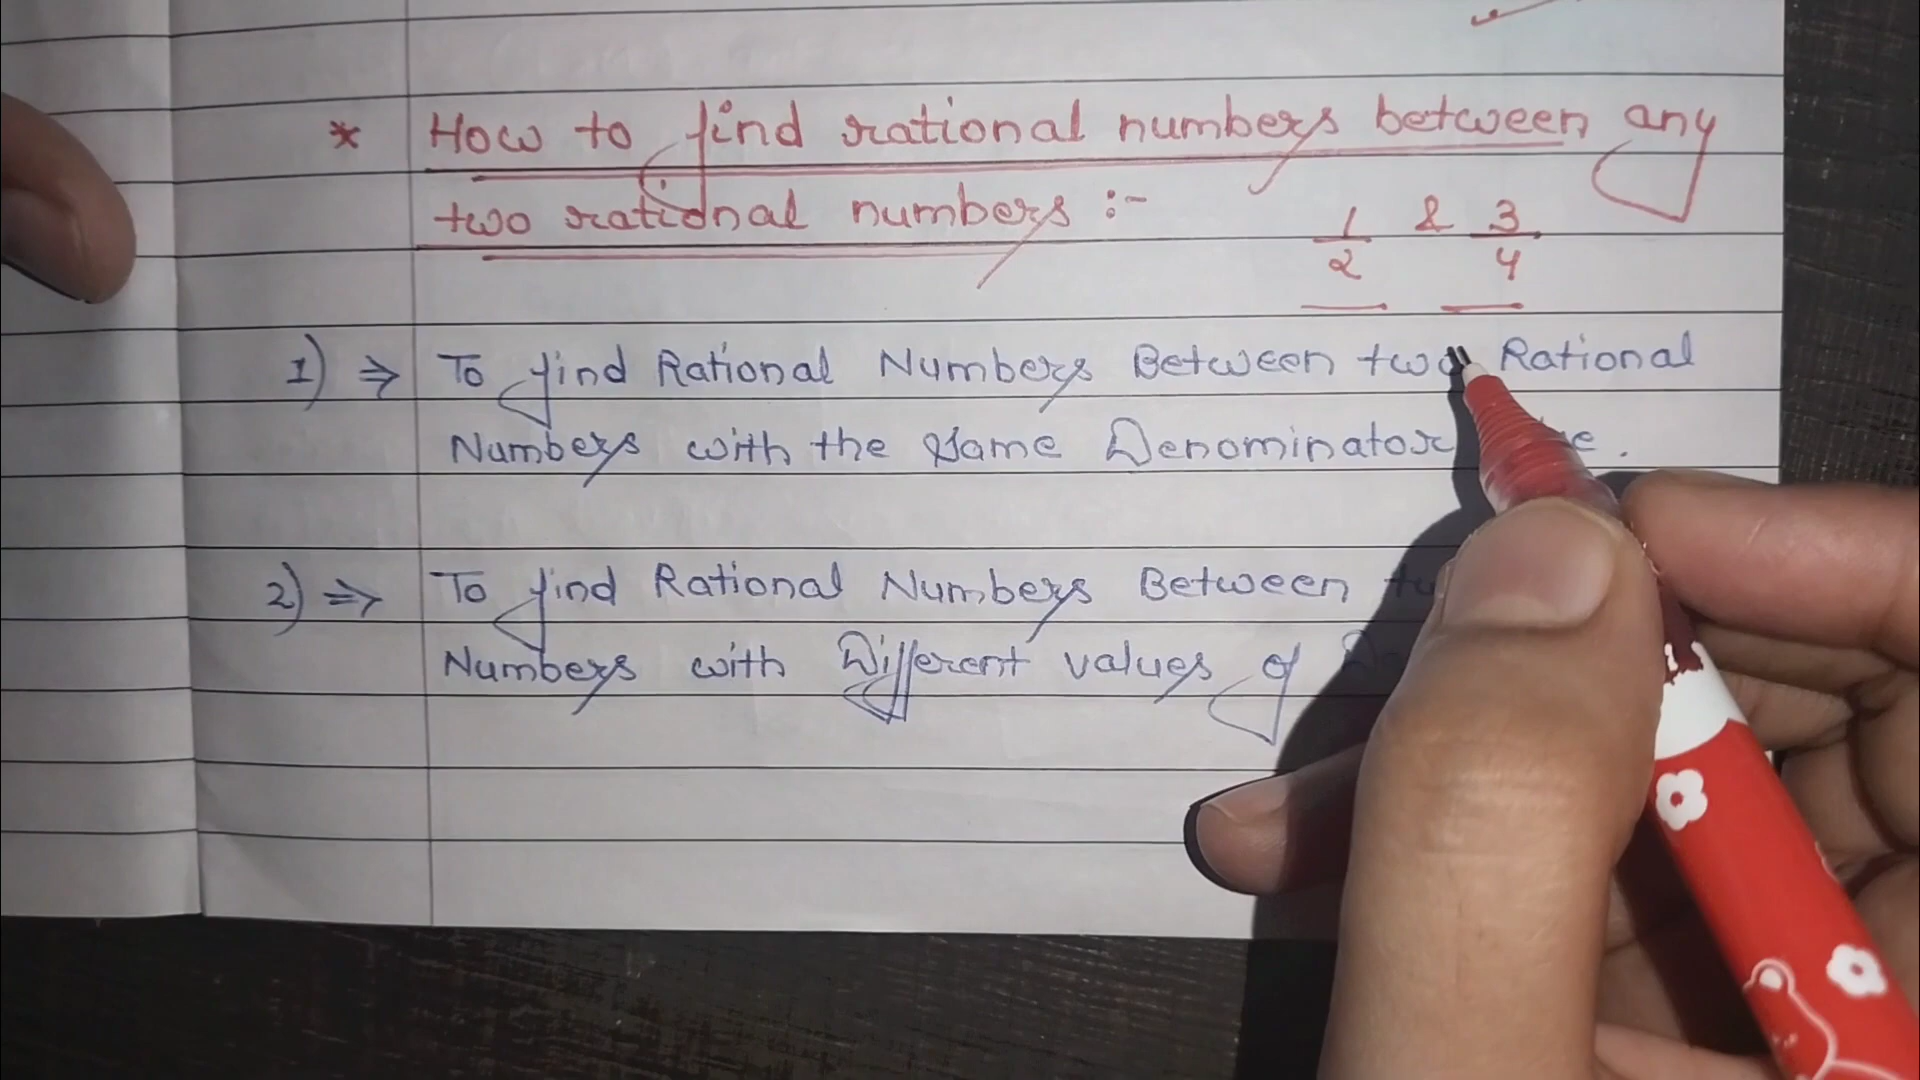 * How to find rational numbers between any
two rational numbers :-
1/2 & 3/4
1) ⇒ To find Rational Numbers Between two Rational
Numbers with the Same Denominator
2) ⇒ To find Rational Numbers Between
Numbers with Different values of